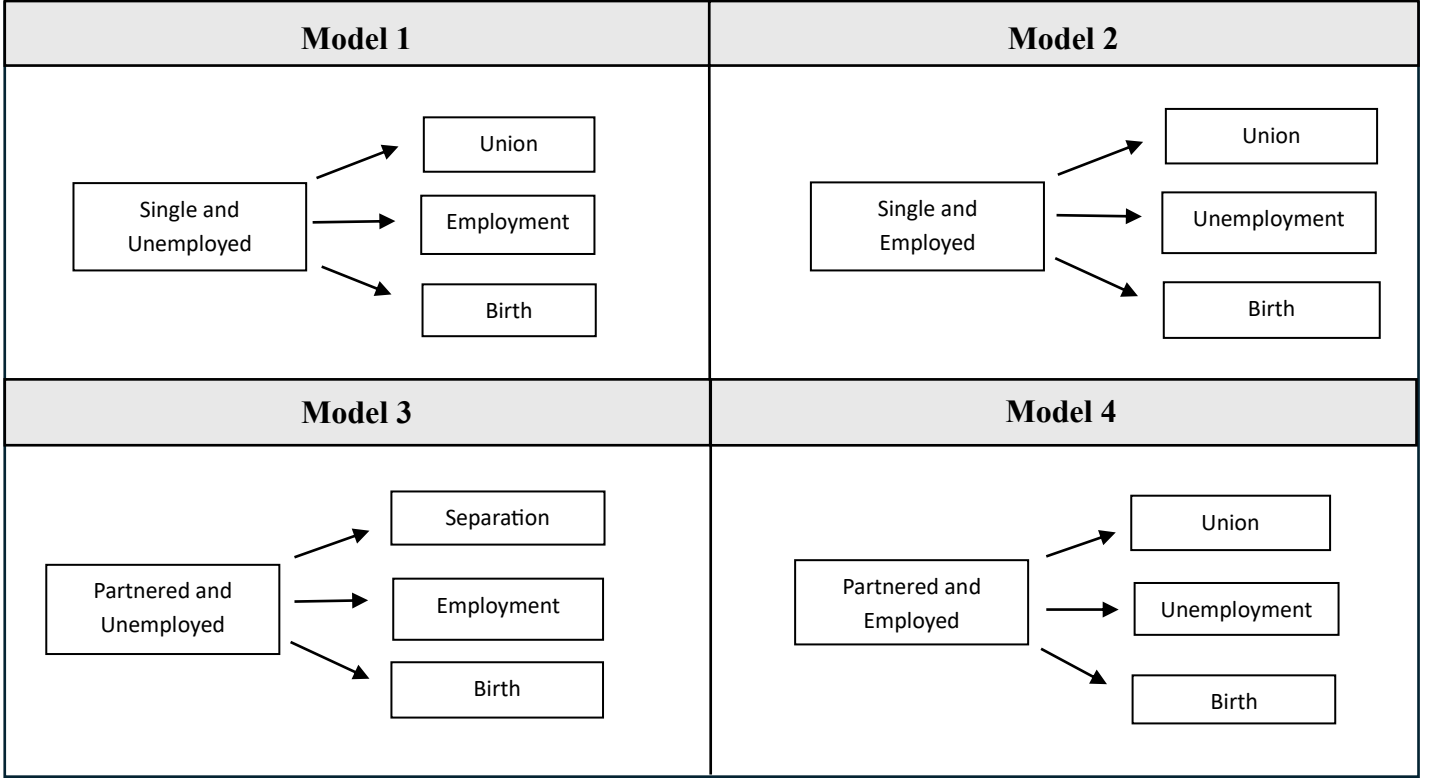 Model 1
Model 2
Single and
Unemployed
Union
Employment
Birth
Single and
Employed
Union
Unemployment
Birth
Model 3
Model 4
Partnered and
Unemployed
Separation
Employment
Birth
Partnered and
Employed
Union
Unemployment
Birth